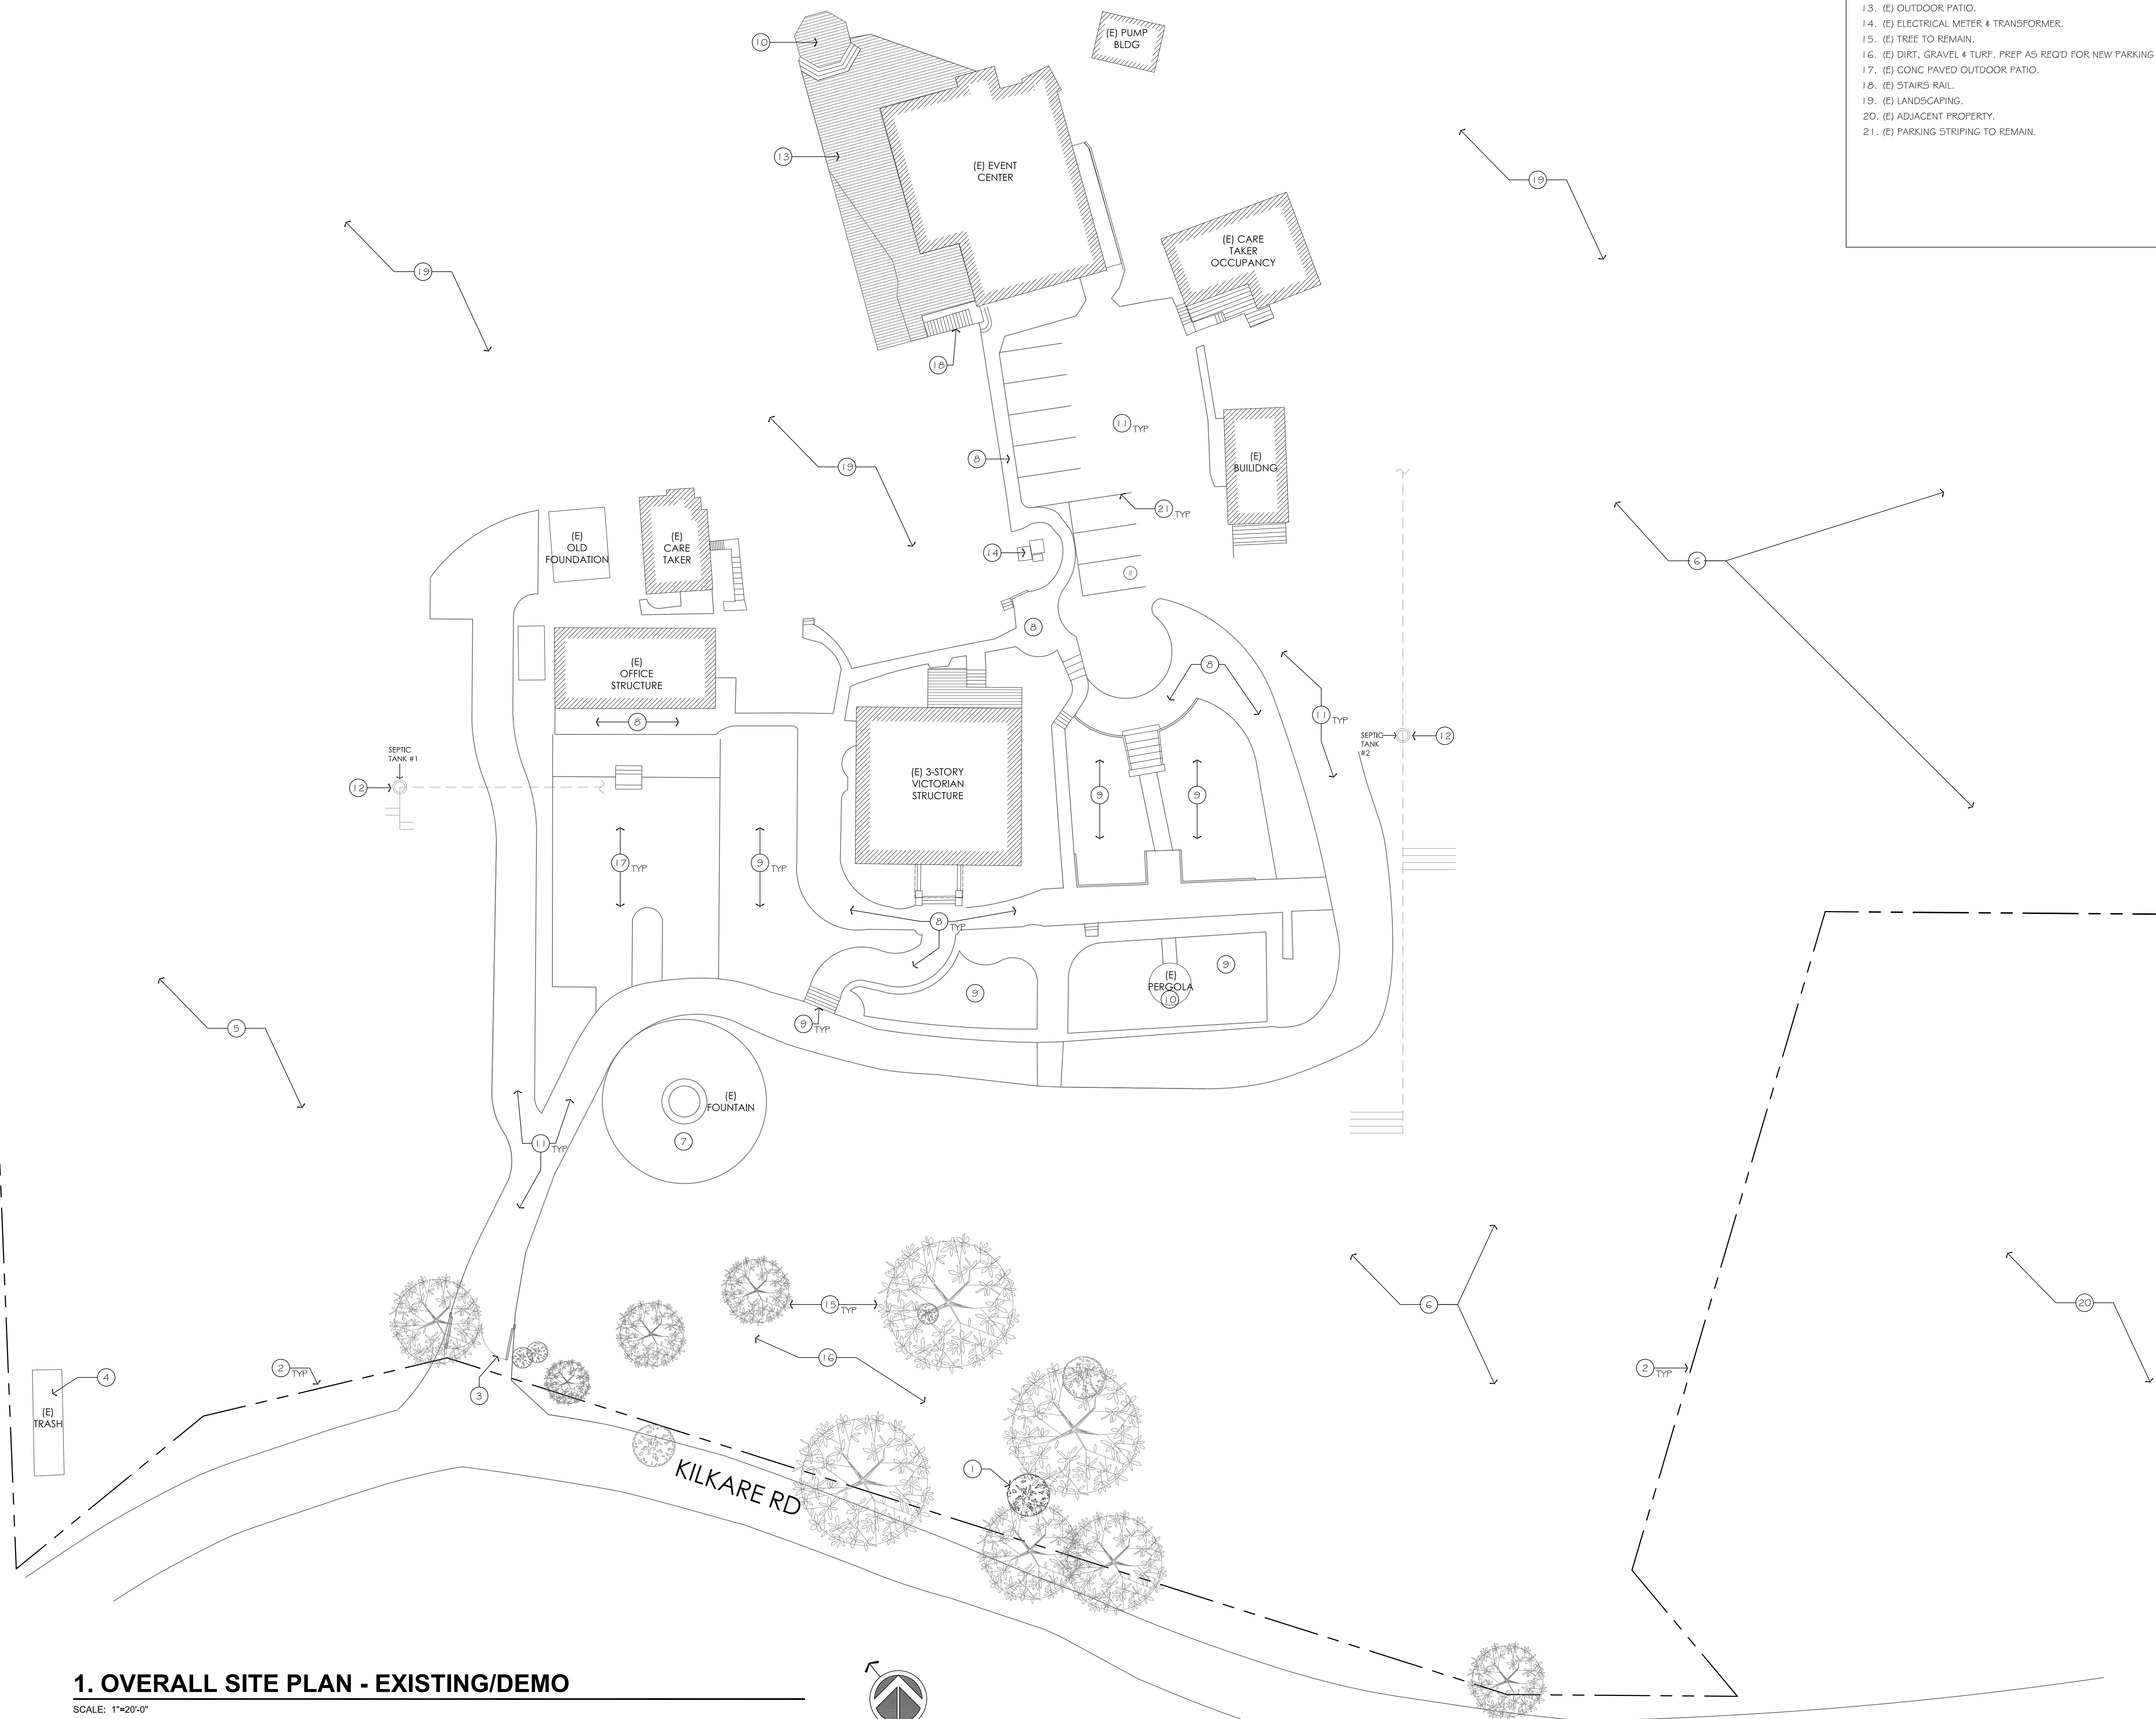 13. (E) OUTDOOR PATIO.
14. (E) ELECTRICAL METER & TRANSFORMER.
15. (E) TREE TO REMAIN.
16. (E) DIRT, GRAVEL & TURF. PREP AS REQ'D FOR NEW PARKING
17. (E) CONC PAVED OUTDOOR PATIO.
18. (E) STAIRS RAIL.
19. (E) LANDSCAPING.
20. (E) ADJACENT PROPERTY.
21. (E) PARKING STRIPING TO REMAIN.
10
(E) PUMP
BLDG
13
(E) EVENT
CENTER
19
19
(E) CARE
TAKER
OCCUPANCY
18
11 TYP
8
19
(E)
BUILIDNG
21 TYP
14
8
6
(E)
OLD
FOUNDATION
(E)
CARE
TAKER
8
(E)
OFFICE
STRUCTURE
8
8
11 TYP
SEPTIC
TANK #1
12
SEPTIC
TANK
#2
12
(E) 3-STORY
VICTORIAN
STRUCTURE
9
9
17 TYP
9 TYP
8 TYP
9
(E)
PERGOLA
10
9
9 TYP
5
(E)
FOUNTAIN
7
11 TYP
15 TYP
6
20
16
2 TYP
2 TYP
4
3
(E)
TRASH
1
KILKARE RD
1. OVERALL SITE PLAN - EXISTING/DEMO
SCALE: 1"=20'-0"